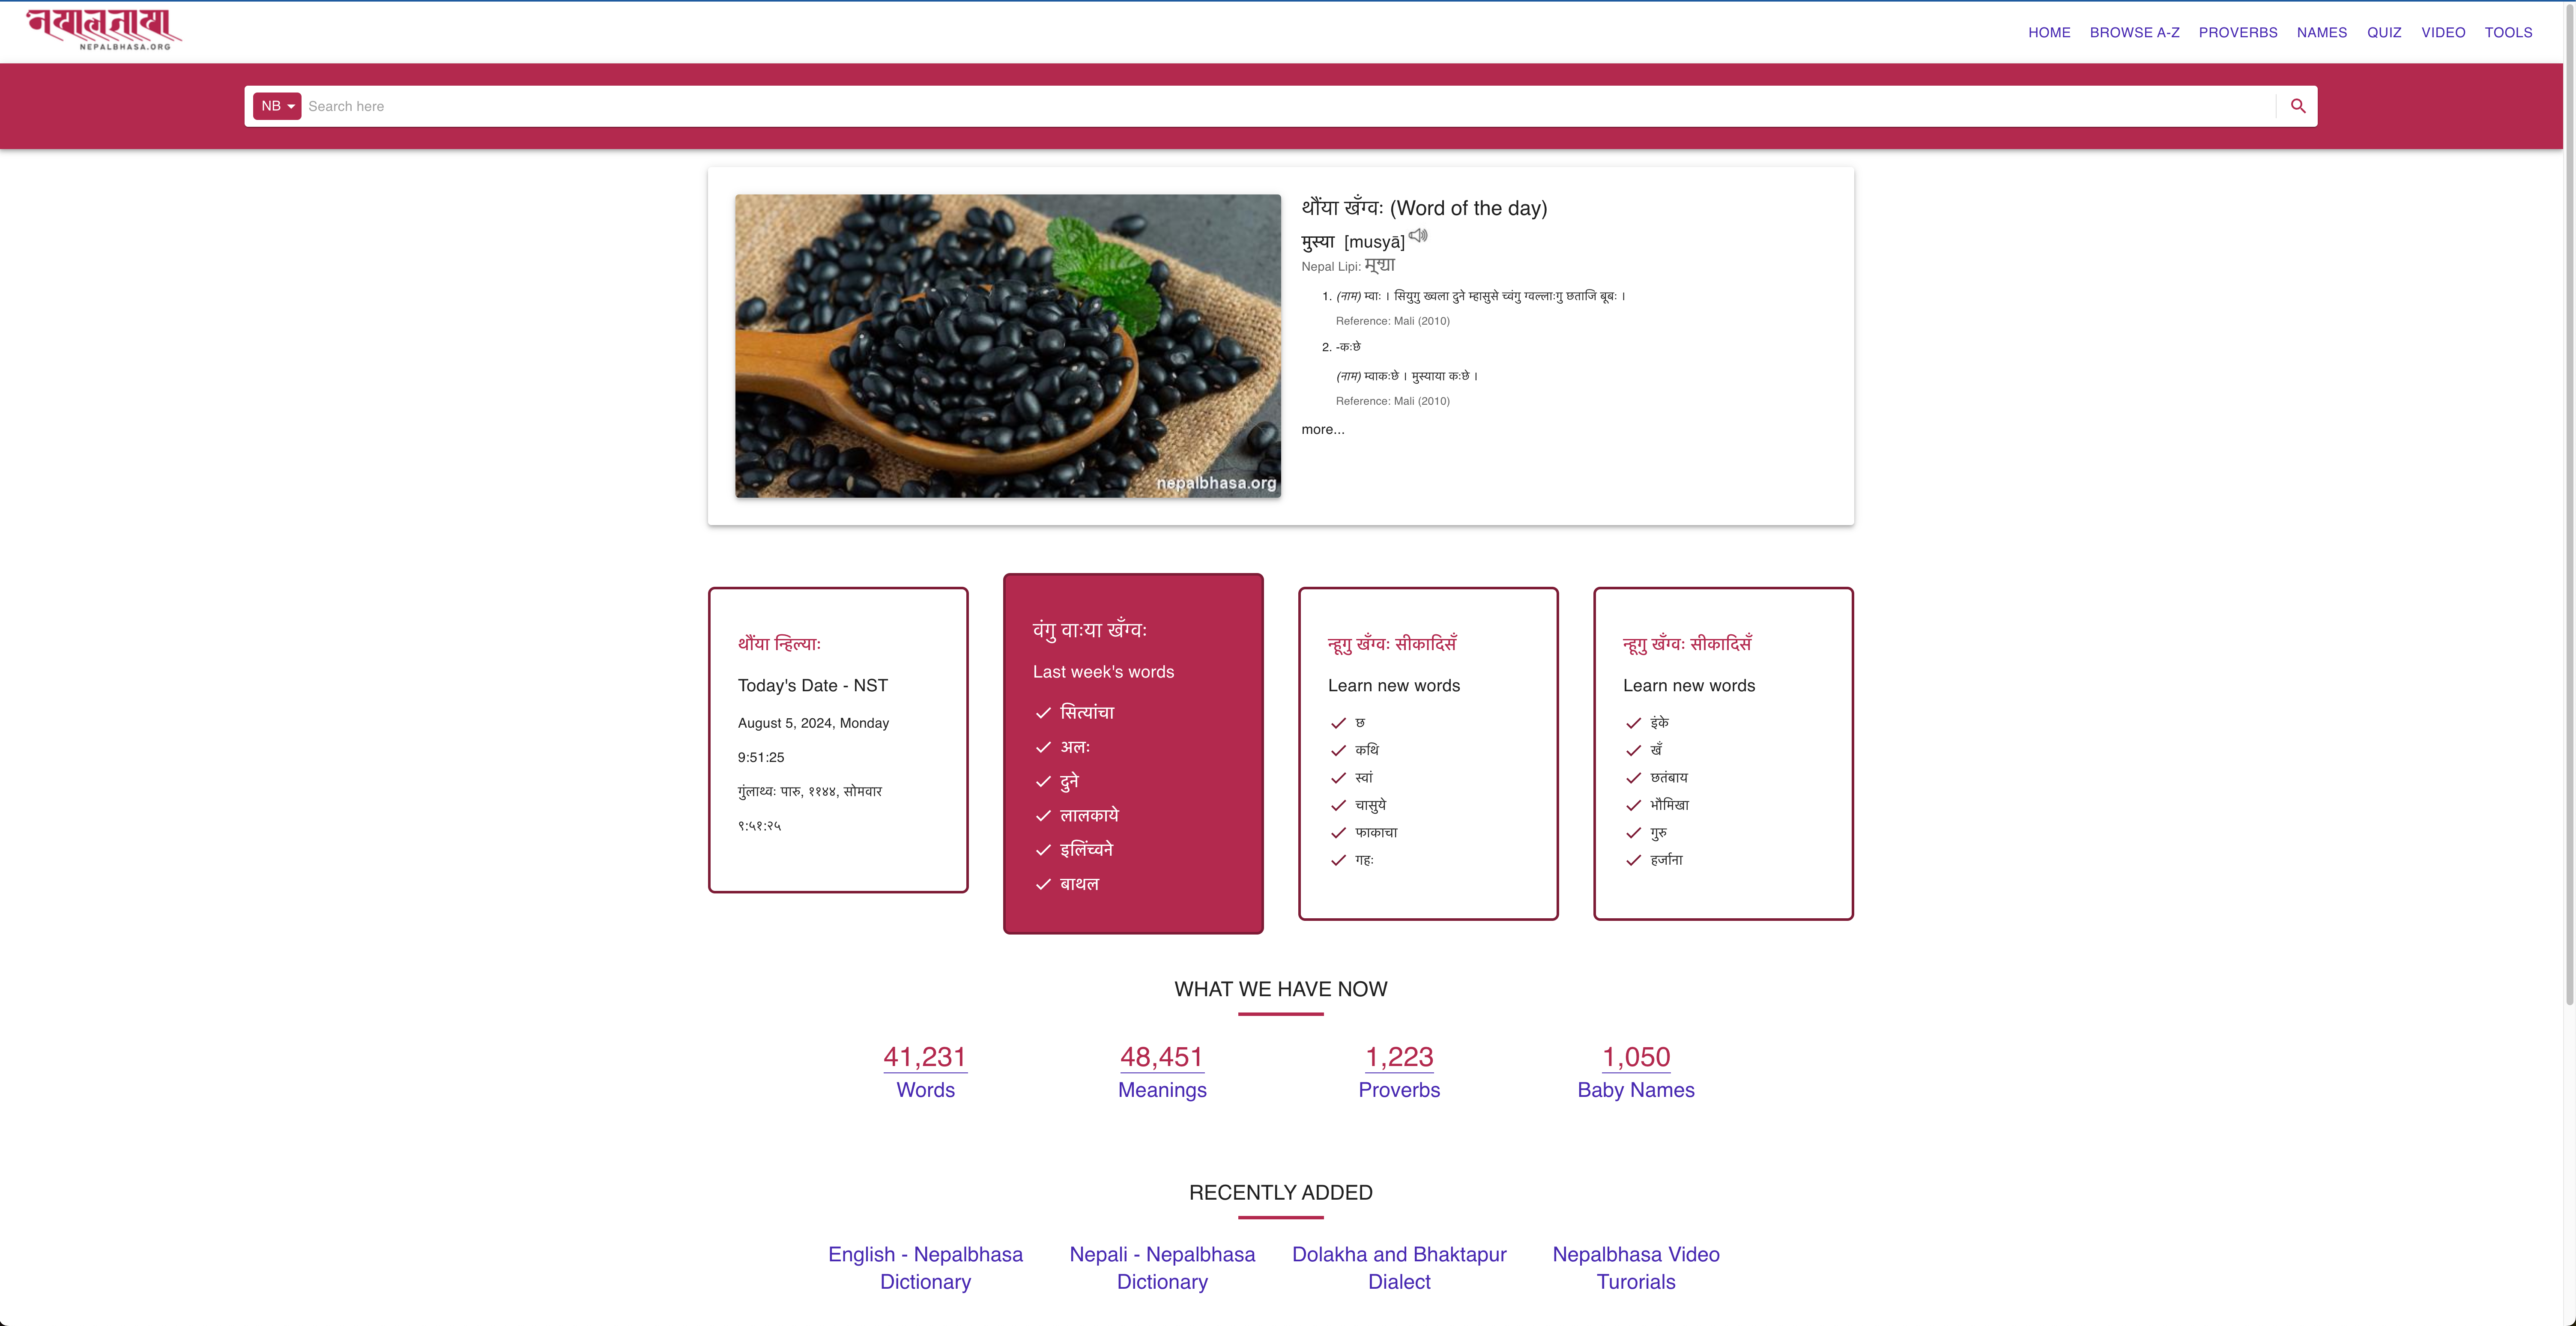 NEPALBHASA.ORG
HOME BROWSE A-Z PROVERBS NAMES QUIZ VIDEO TOOLS
NB Search here
थौंया खँग्वः (Word of the day)
मुस्या [musyā]
Nepal Lipi: 𑐩𑐸𑐳𑑂𑐫𑐵
1. (नाम) म्वाः । सियुगु ख्वला दुने म्हासुसे च्वंगु ग्वल्लाःगु छताजि बूबः ।
Reference: Mali (2010)
2. -कःछे
(नाम) म्वाकःछे । मुस्याया कःछे ।
Reference: Mali (2010)
more...
nepalbhasa.org
थौंया न्हिल्याः
Today's Date - NST
August 5, 2024, Monday
9:51:25
गुंलाथ्वः पारु, ११४४, सोमवार
९:५१:२५
वंगु वाःया खँग्वः
Last week's words
सित्यांचा
अलः
दुने
लालकाये
इलिंच्वने
बाथल
न्हूगु खँग्वः सीकादिसँ
Learn new words
छ
कथि
स्वां
चासुये
फाकाचा
गहः
न्हूगु खँग्वः सीकादिसँ
Learn new words
इंके
खँ
छतंबाय
भौमिखा
गुरु
हर्जाना
WHAT WE HAVE NOW
41,231 48,451 1,223 1,050
Words Meanings Proverbs Baby Names
RECENTLY ADDED
English - Nepalbhasa
Dictionary
Nepali - Nepalbhasa
Dictionary
Dolakha and Bhaktapur
Dialect
Nepalbhasa Video
Turorials